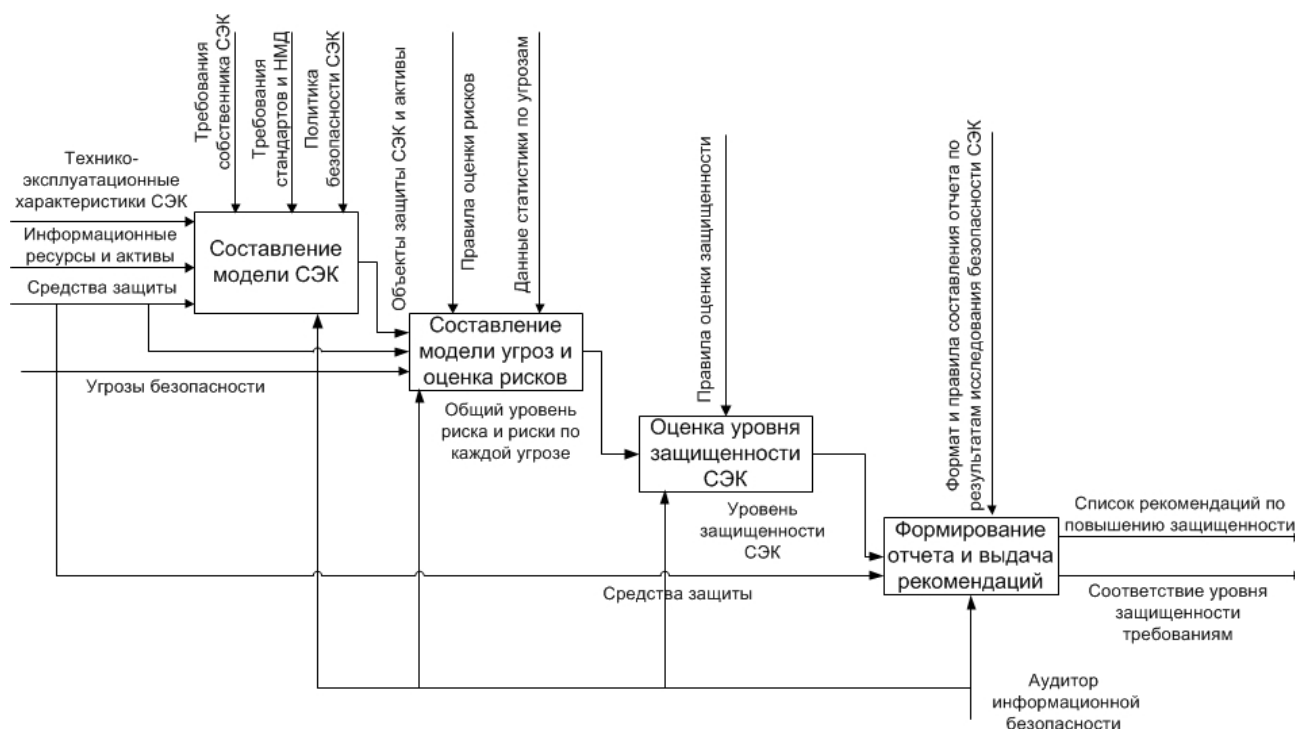 Требования
собственника СЭК
Требования
стандартов и НМД
Политика
безопасности СЭК
Объекты защиты СЭК и активы
Правила оценки рисков
Данные статистики по угрозам
Правила оценки защищенности
Формат и правила составления отчета по
результатам исследования безопасности СЭК
Технико-
эксплуатационные
характеристики СЭК
Информационные
ресурсы и активы
Средства защиты
Составление
модели СЭК
Составление
модели угроз и
оценка рисков
Угрозы безопасности
Общий уровень
риска и риски по
каждой угрозе
Оценка уровня
защищенности
СЭК
Уровень
защищенности
СЭК
Формирование
отчета и выдача
рекомендаций
Список рекомендаций по
повышению защищенности
Средства защиты
Соответствие уровня
защищенности
требованиям
Аудитор
информационной
безопасности